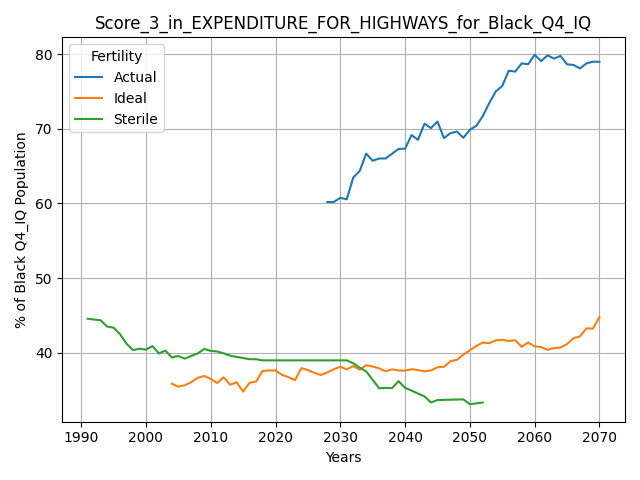 Score_3_in_EXPENDITURE_FOR_HIGHWAYS_for_Black_Q4_IQ
Fertility
Actual
Ideal
Sterile
% of Black Q4_IQ Population
80
70
60
50
40
1990 2000 2010 2020 2030 2040 2050 2060 2070
Years